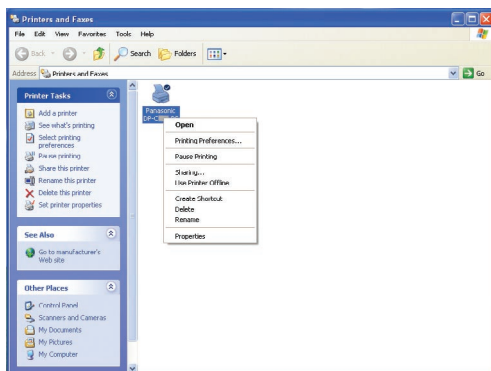 Printers and Faxes
File Edit View Favorites Tools Help
Back Search Folders
Address Printers and Faxes Go
Printer Tasks
Add a printer
See what's printing
Select printing
preferences
Pause printing
Share this printer
Rename this printer
Delete this printer
Set printer properties
See Also
Go to manufacturer's
Web site
Other Places
Control Panel
Scanners and Cameras
My Documents
My Pictures
My Computer
Panasonic
Open
Printing Preferences...
Pause Printing
Sharing...
Use Printer Offline
Create Shortcut
Delete
Rename
Properties